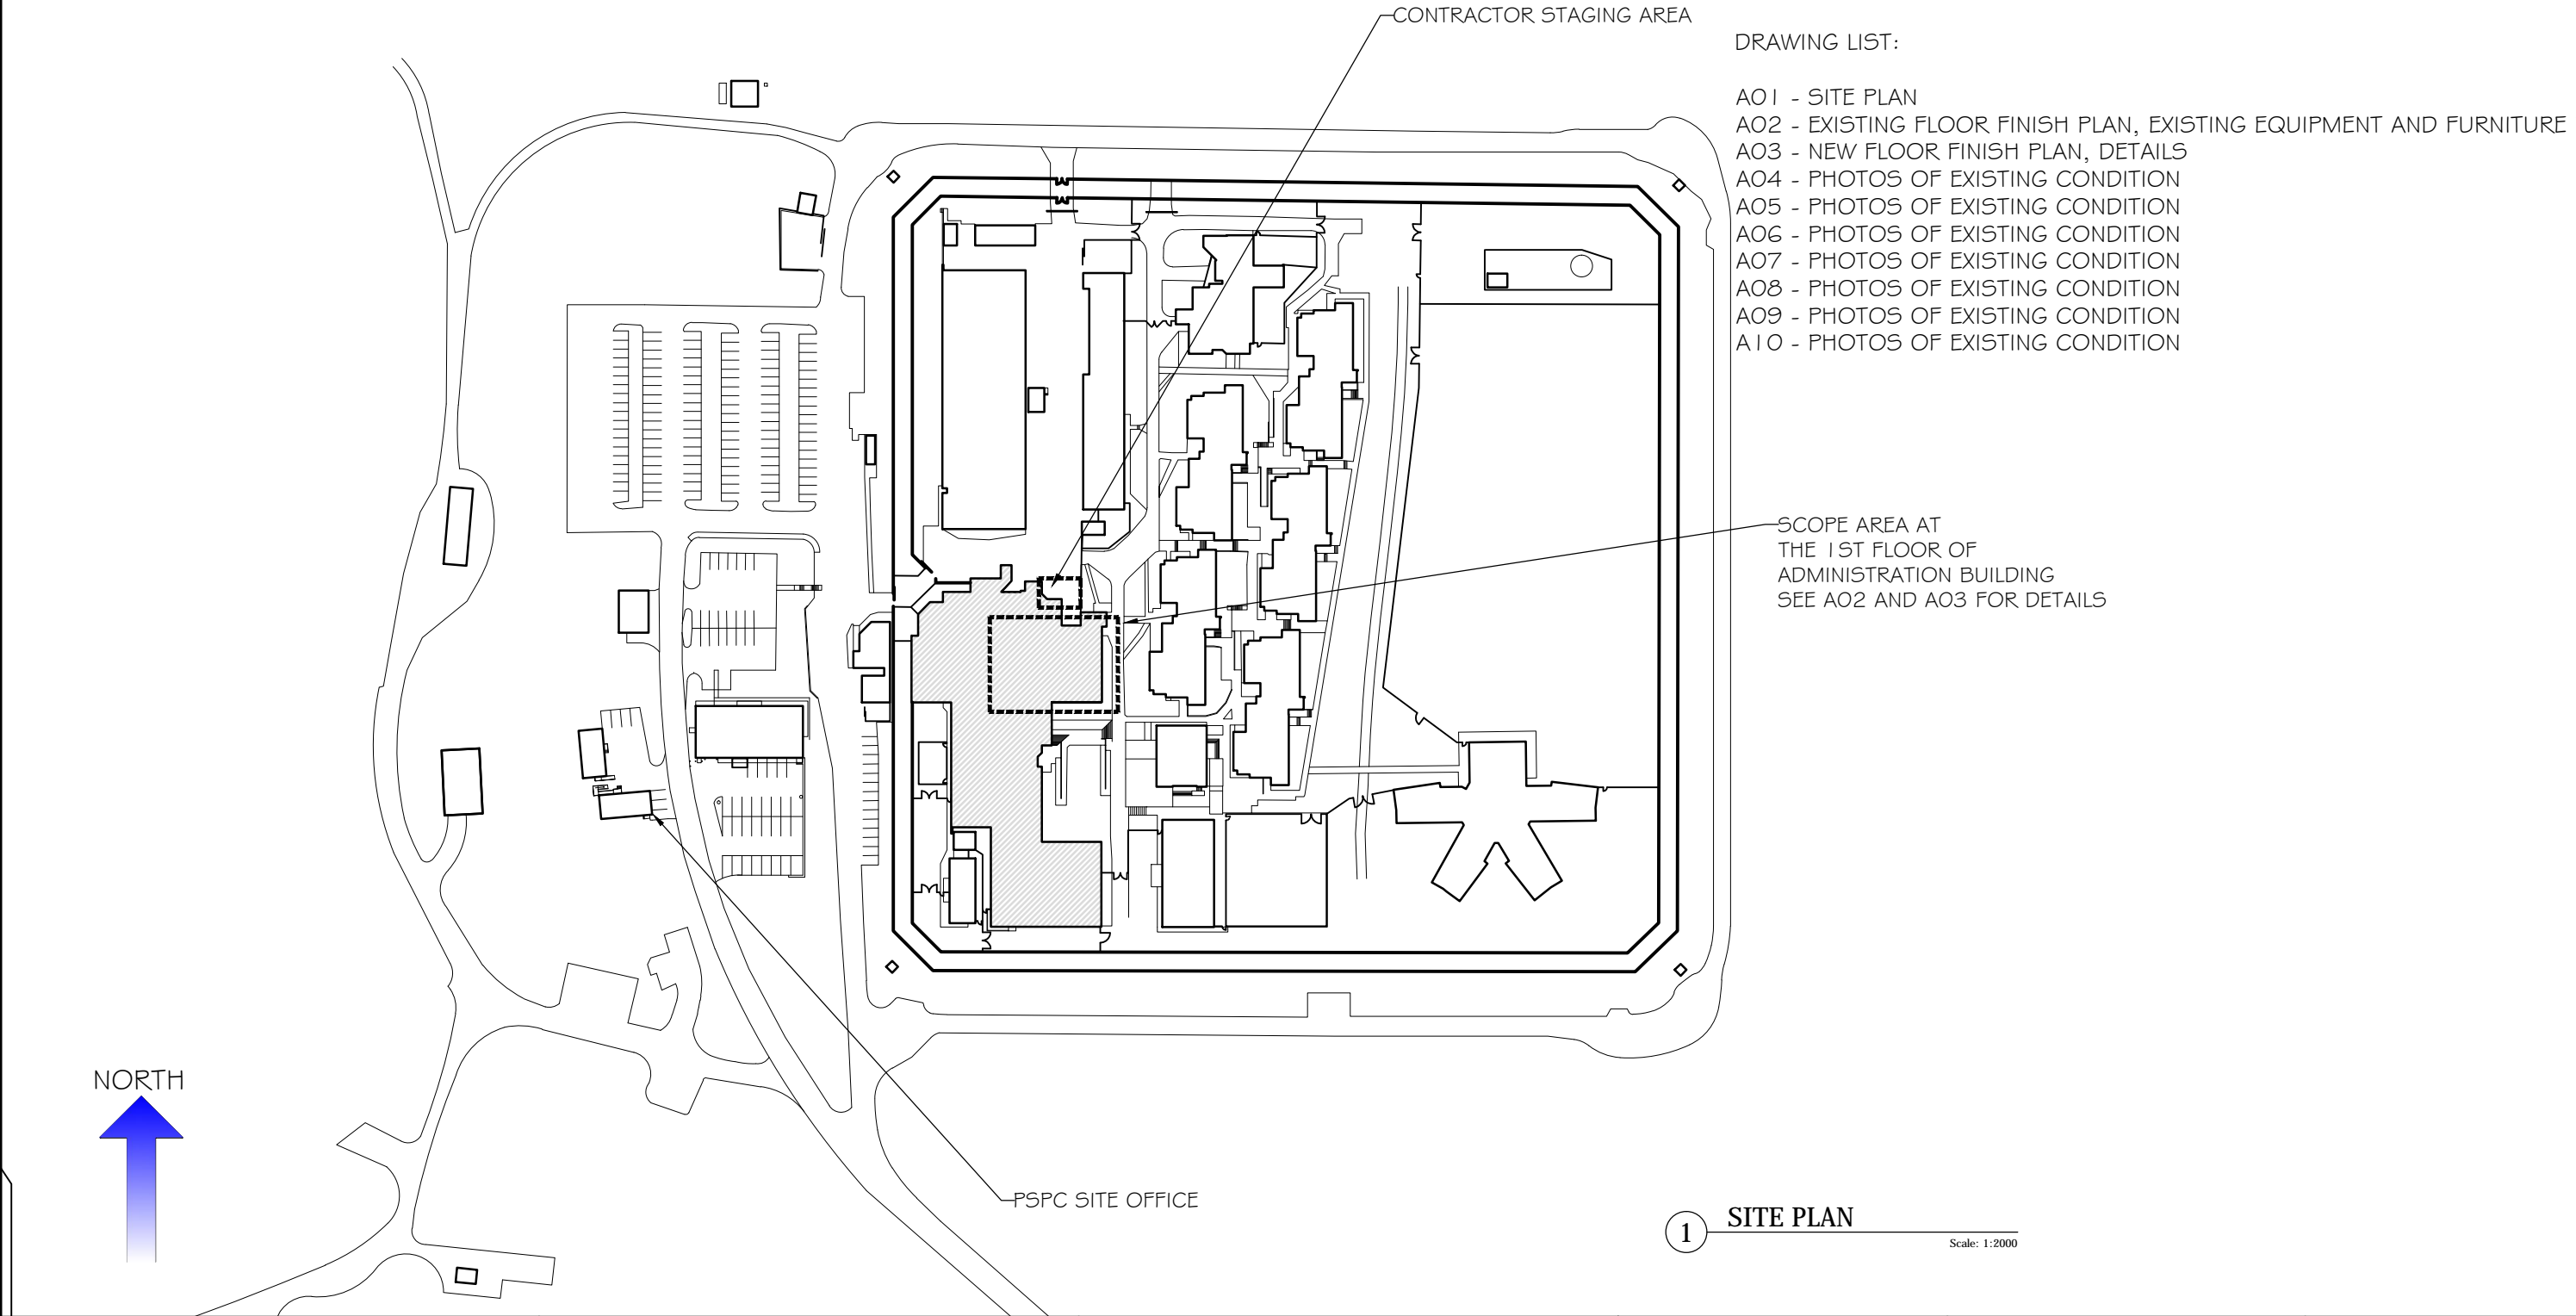 CONTRACTOR STAGING AREA
DRAWING LIST:
A01 - SITE PLAN
A02 - EXISTING FLOOR FINISH PLAN, EXISTING EQUIPMENT AND FURNITURE
A03 - NEW FLOOR FINISH PLAN, DETAILS
A04 - PHOTOS OF EXISTING CONDITION
A05 - PHOTOS OF EXISTING CONDITION
A06 - PHOTOS OF EXISTING CONDITION
A07 - PHOTOS OF EXISTING CONDITION
A08 - PHOTOS OF EXISTING CONDITION
A09 - PHOTOS OF EXISTING CONDITION
A10 - PHOTOS OF EXISTING CONDITION
SCOPE AREA AT
THE 1ST FLOOR OF
ADMINISTRATION BUILDING
SEE A02 AND A03 FOR DETAILS
NORTH
PSPC SITE OFFICE
1 SITE PLAN
Scale: 1:2000